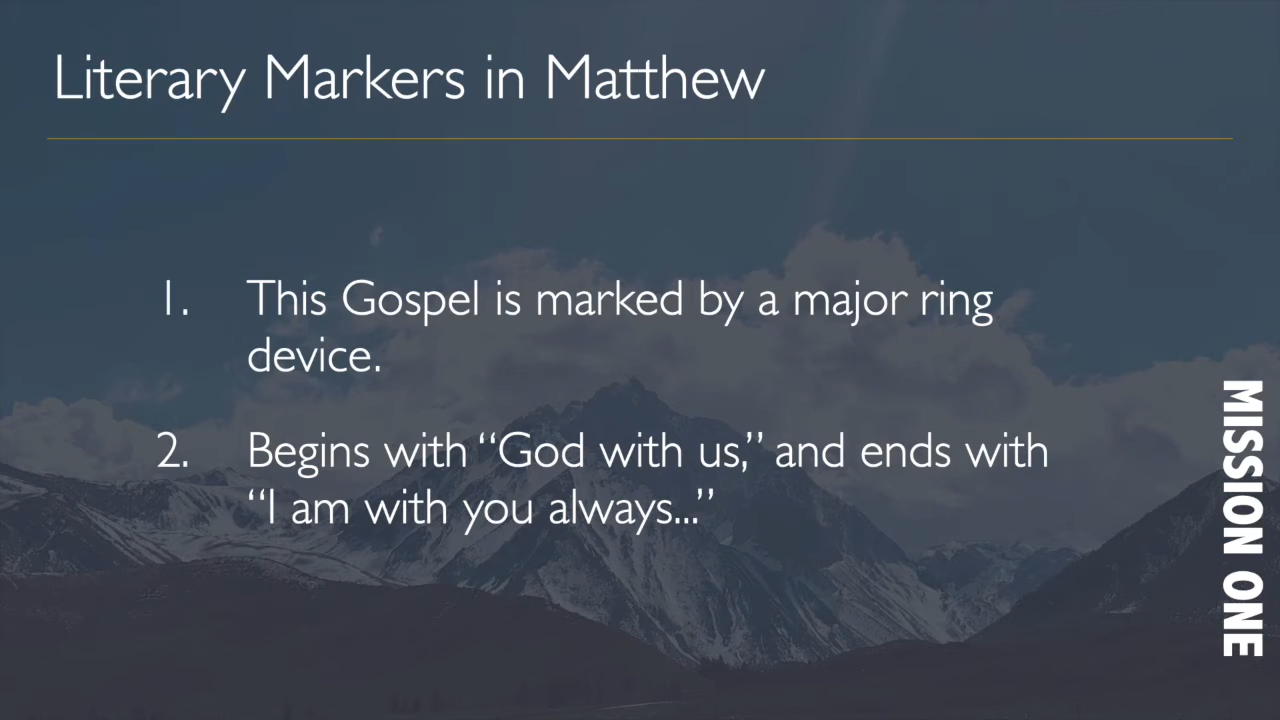 Literary Markers in Matthew
1. This Gospel is marked by a major ring
device.
2. Begins with “God with us,” and ends with
“I am with you always...”
MISSION ONE